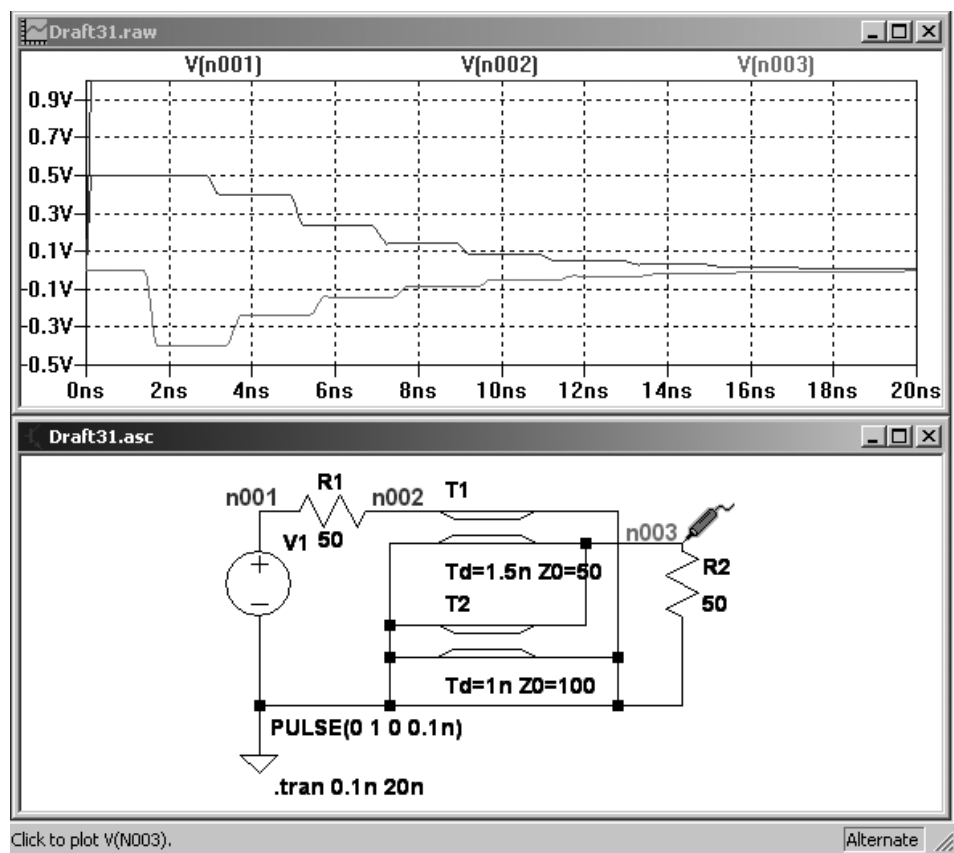 Draft31.raw
V(n001) V(n002) V(n003)
0.9V
0.7V
0.5V
0.3V
0.1V
-0.1V
-0.3V
-0.5V
0ns 2ns 4ns 6ns 8ns 10ns 12ns 14ns 16ns 18ns 20ns
Draft31.asc
n001 R1 n002 T1
n003
V1 50
Td=1.5n Z0=50 R2
T2 50
Td=1n Z0=100
PULSE(0 1 0 0.1n)
.tran 0.1n 20n
Click to plot V(N003). Alternate